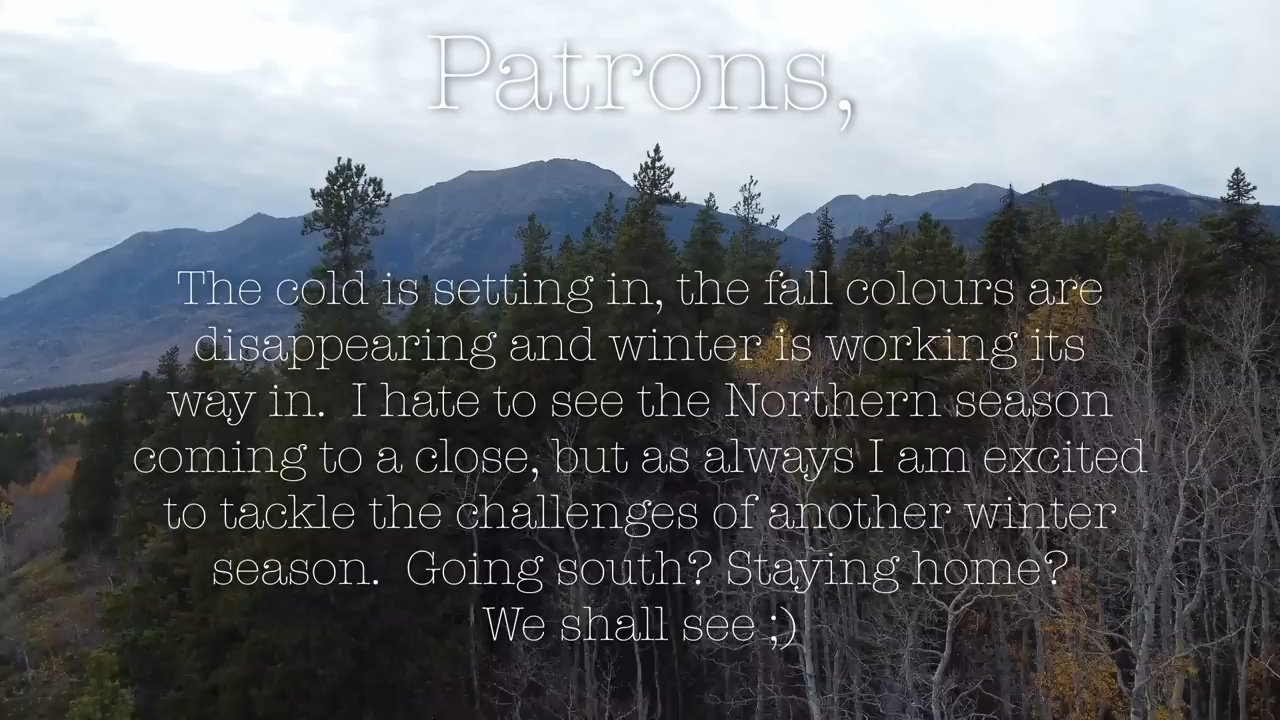 Patrons,
The cold is setting in, the fall colours are
disappearing and winter is working its
way in.  I hate to see the Northern season
coming to a close, but as always I am excited
to tackle the challenges of another winter
season.  Going south? Staying home?
We shall see ;)